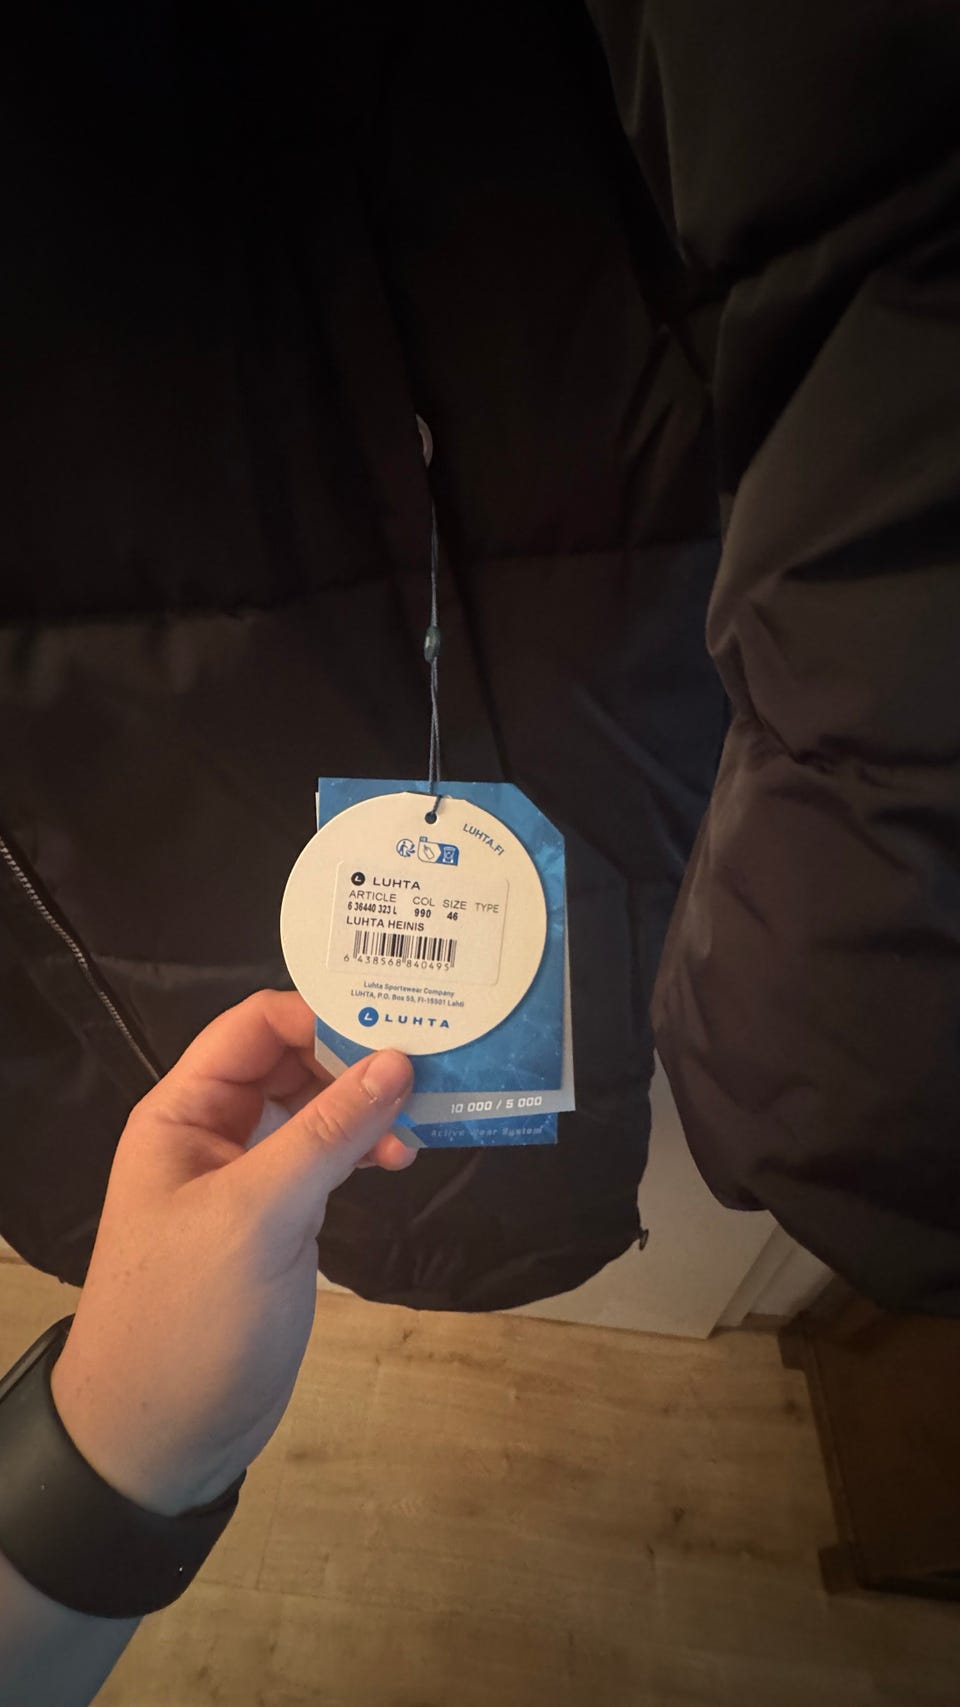 LUHTA.FI
LUHTA
ARTICLE COL SIZE TYPE
6 36440 323 L 990 46
LUHTA HEINIS
6 438568 840495
Luhta Sportswear Company
LUHTA, P.O. Box 55, FI-15501 Lahti
LUHTA
10 000 / 5 000
Active Wear System